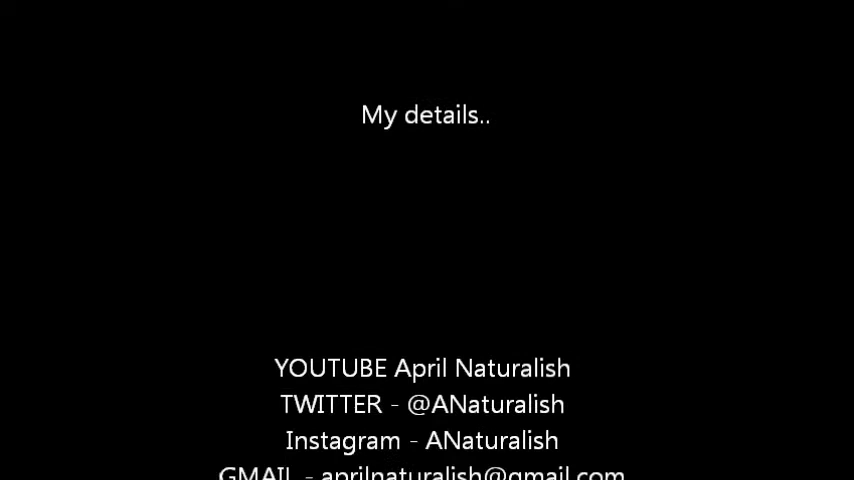 My details..
YOUTUBE April Naturalish
TWITTER - @ANaturalish
Instagram - ANaturalish
GMAIL - aprilnaturalish@gmail.com